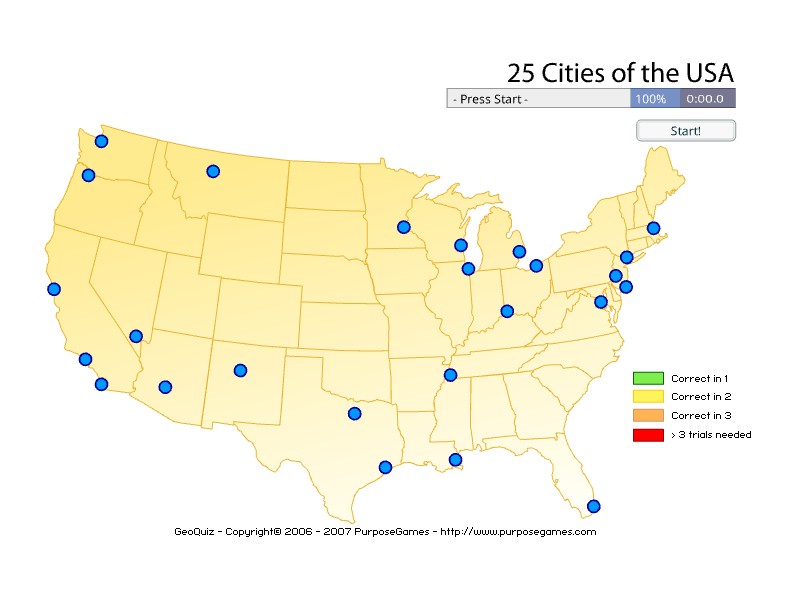 25 Cities of the USA
- Press Start - 100% 0:00.0
Start!
Correct in 1
Correct in 2
Correct in 3
> 3 trials needed
GeoQuiz - Copyright© 2006 - 2007 PurposeGames - http://www.purposegames.com